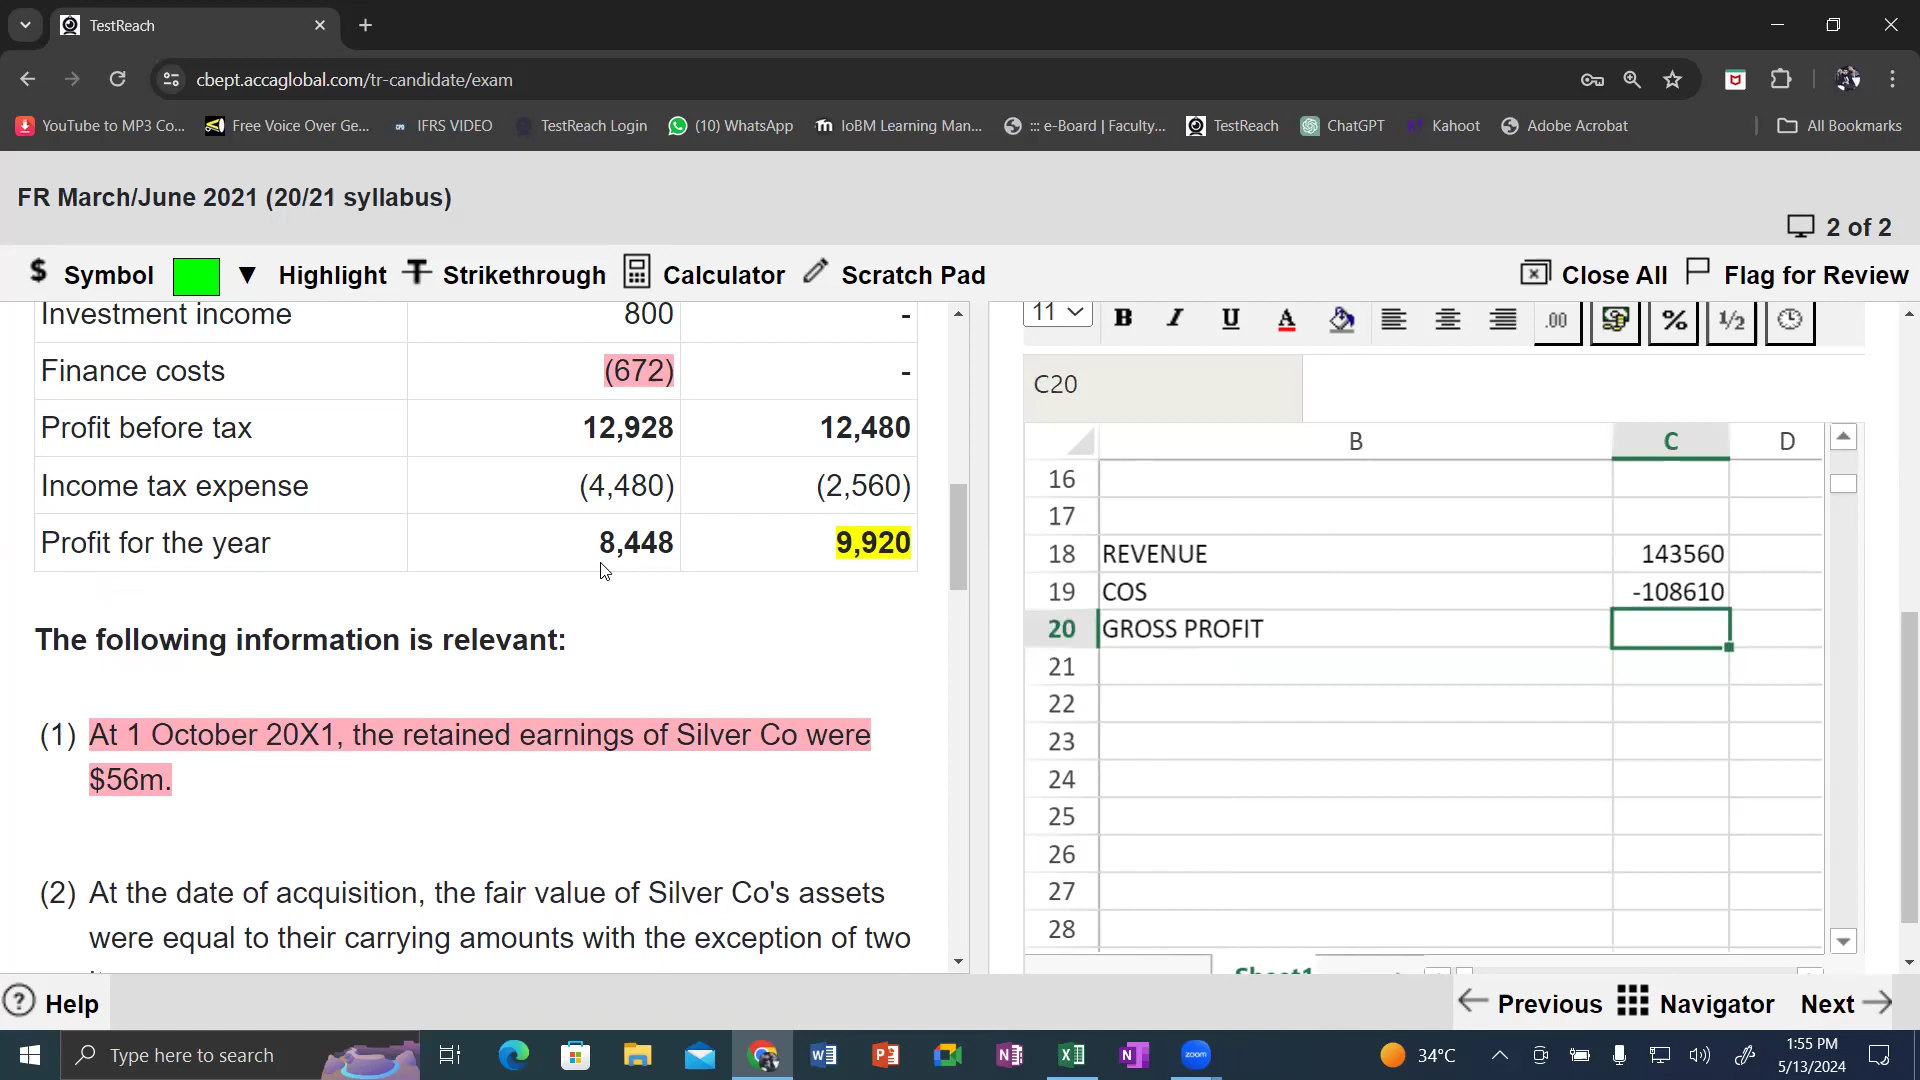 TestReach
cbept.accaglobal.com/tr-candidate/exam
YouTube to MP3 Co...
Free Voice Over Ge...
IFRS VIDEO
TestReach Login
(10) WhatsApp
IoBM Learning Man...
::: e-Board | Faculty...
TestReach
ChatGPT
Kahoot
Adobe Acrobat
All Bookmarks
FR March/June 2021 (20/21 syllabus)
2 of 2
$ Symbol
Highlight
Strikethrough
Calculator
Scratch Pad
Close All
Flag for Review
Investment income 800 -
Finance costs (672) -
Profit before tax 12,928 12,480
Income tax expense (4,480) (2,560)
Profit for the year 8,448 9,920
The following information is relevant:
(1) At 1 October 20X1, the retained earnings of Silver Co were
$56m.
(2) At the date of acquisition, the fair value of Silver Co's assets
were equal to their carrying amounts with the exception of two
11 B I U A .00 % 1/2
C20
B C D
16
17
18 REVENUE 143560
19 COS -108610
20 GROSS PROFIT
21
22
23
24
25
26
27
28
Sheet1
Help
Previous
Navigator
Next
Type here to search
zoom
34°C
1:55 PM
5/13/2024